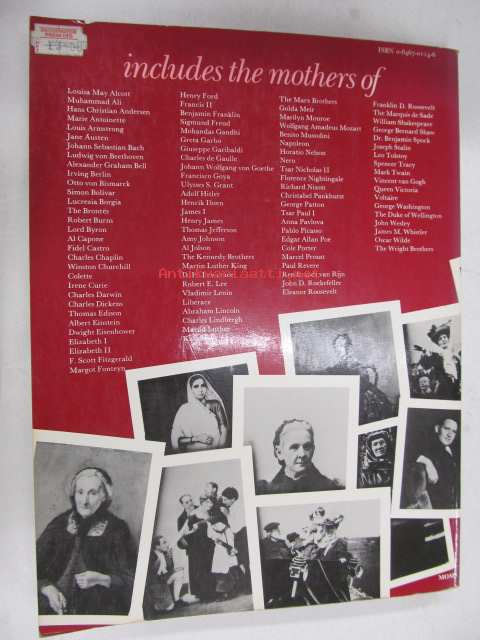 ISBN
includes the mothers of
Louisa May Alcott
Muhammad Ali
Hans Christian Andersen
Marie Antoinette
Louis Armstrong
Jane Austen
Johann Sebastian Bach
Ludwig von Beethoven
Alexander Graham Bell
Irving Berlin
Otto von Bismarck
Simon Bolivar
Lucrezia Borgia
The Brontës
Robert Burns
Lord Byron
Al Capone
Fidel Castro
Charles Chaplin
Winston Churchill
Colette
Irene Curie
Charles Darwin
Charles Dickens
Thomas Edison
Albert Einstein
Dwight Eisenhower
Elizabeth I
Elizabeth II
F. Scott Fitzgerald
Margot Fonteyn
Henry Ford
Francis II
Benjamin Franklin
Sigmund Freud
Mohandas Gandhi
Greta Garbo
Giuseppe Garibaldi
Charles de Gaulle
Johann Wolfgang von Goethe
Francisco Goya
Ulysses S. Grant
Adolf Hitler
Henrik Ibsen
James I
Henry James
Thomas Jefferson
Amy Johnson
Al Jolson
The Kennedy Brothers
Martin Luther King
D. H. Lawrence
Robert E. Lee
Vladimir Lenin
Liberace
Abraham Lincoln
Charles Lindbergh
Martin Luther
The Marx Brothers
Golda Meir
Marilyn Monroe
Wolfgang Amadeus Mozart
Benito Mussolini
Napoleon
Horatio Nelson
Nero
Tsar Nicholas II
Florence Nightingale
Richard Nixon
Christabel Pankhurst
George Patton
Tsar Paul I
Anna Pavlova
Pablo Picasso
Edgar Allan Poe
Cole Porter
Marcel Proust
Paul Revere
Rembrandt van Rijn
John D. Rockefeller
Eleanor Roosevelt
Franklin D. Roosevelt
The Marquis de Sade
William Shakespeare
George Bernard Shaw
Dr. Benjamin Spock
Joseph Stalin
Leo Tolstoy
Spencer Tracy
Mark Twain
Vincent van Gogh
Queen Victoria
Voltaire
George Washington
The Duke of Wellington
John Wesley
James M. Whistler
Oscar Wilde
The Wright Brothers